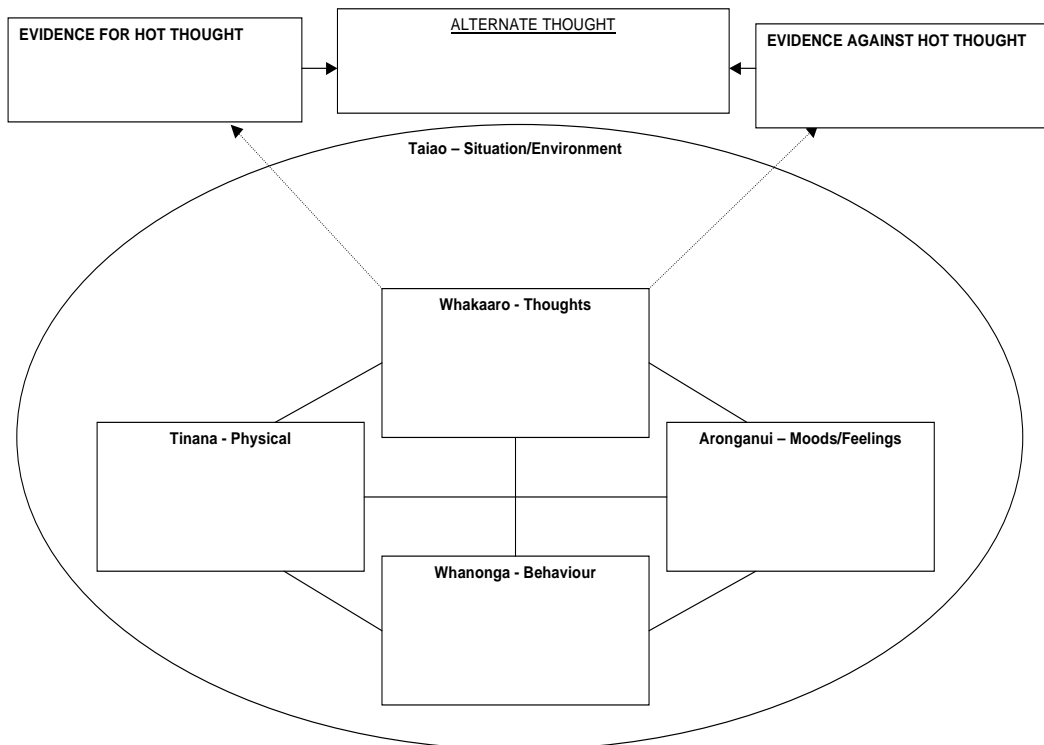 EVIDENCE FOR HOT THOUGHT
ALTERNATE THOUGHT
EVIDENCE AGAINST HOT THOUGHT
Taiao – Situation/Environment
Whakaaro - Thoughts
Tinana - Physical
Aronganui – Moods/Feelings
Whanonga - Behaviour